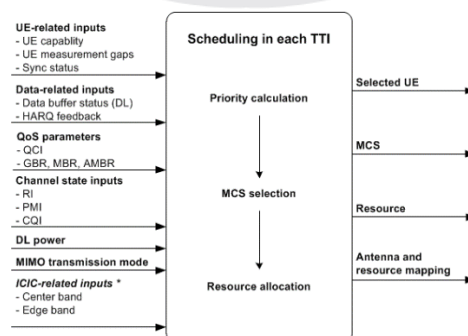 UE-related inputs
- UE capablity
- UE measurement gaps
- Sync status
Data-related inputs
- Data buffer status (DL)
- HARQ feedback
QoS parameters
- QCI
- GBR, MBR, AMBR
Channel state inputs
- RI
- PMI
- CQI
DL power
MIMO transmission mode
ICIC-related inputs *
- Center band
- Edge band
Scheduling in each TTI
Priority calculation
MCS selection
Resource allocation
Selected UE
MCS
Resource
Antenna and
resource mapping